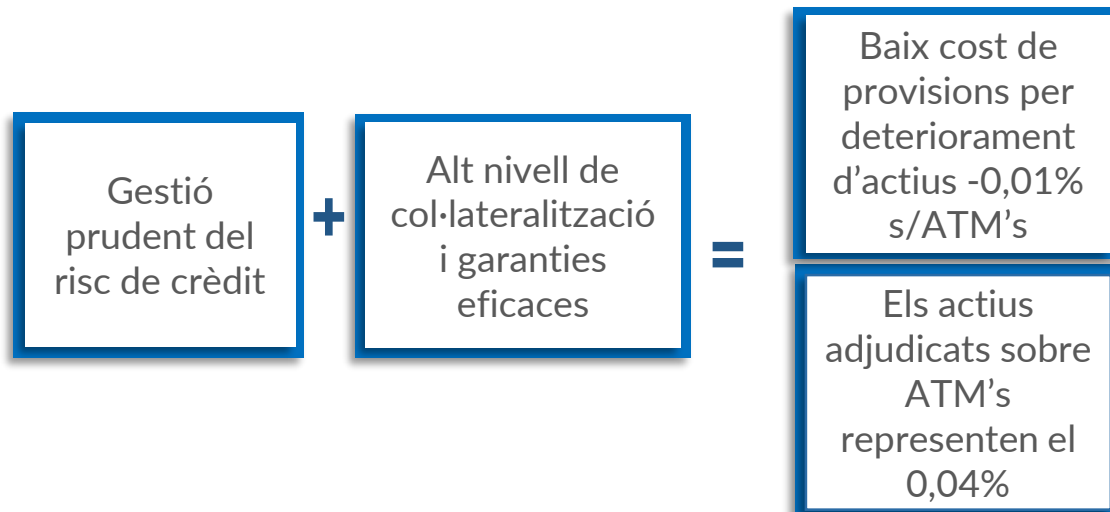 Gestió
prudent del
risc de crèdit
+
Alt nivell de
col·lateralització
i garanties
eficaces
=
Baix cost de
provisions per
deteriorament
d’actius -0,01%
s/ATM’s
Els actius
adjudicats sobre
ATM’s
representen el
0,04%